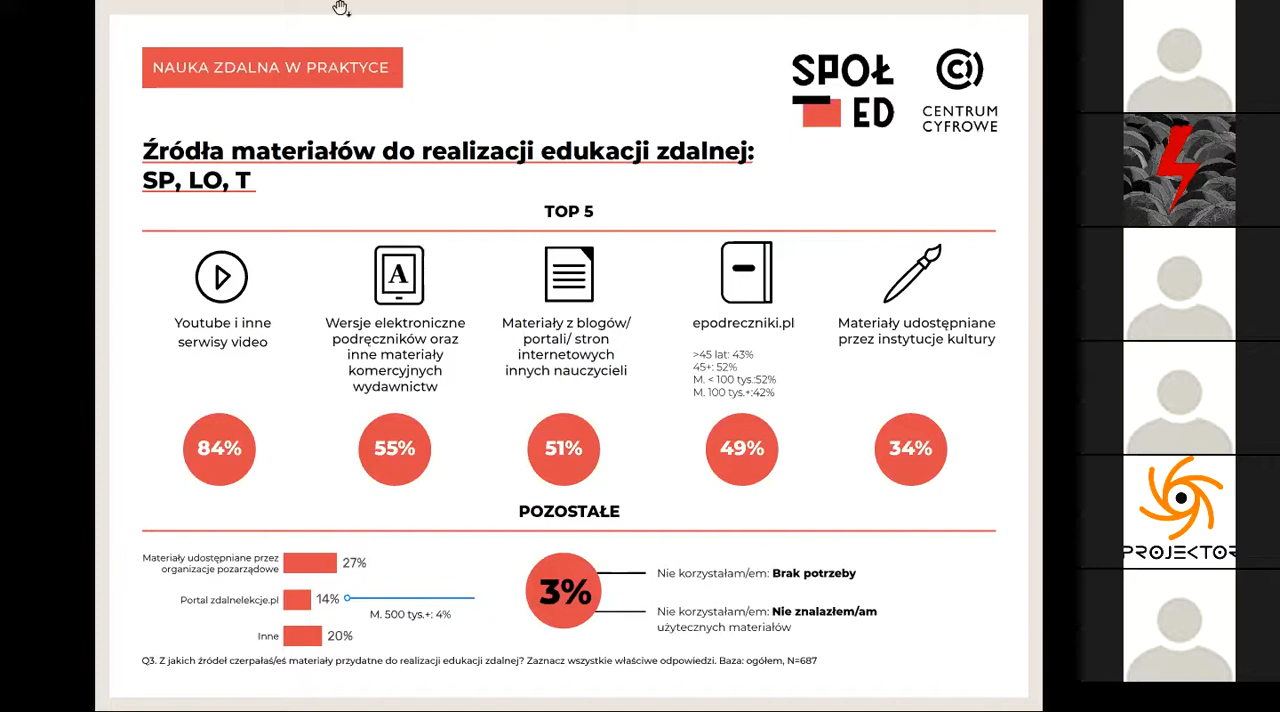 NAUKA ZDALNA W PRAKTYCE
SPOŁ
ED
CENTRUM
CYFROWE
Źródła materiałów do realizacji edukacji zdalnej:
SP, LO, T
TOP 5
A
Youtube i inne
serwisy video
Wersje elektroniczne
podręczników oraz
inne materiały
komercyjnych
wydawnictw
Materiały z blogów/
portali/ stron
internetowych
innych nauczycieli
epodreczniki.pl
>45 lat: 43%
45+: 52%
M. < 100 tys.:52%
M. 100 tys.+:42%
Materiały udostępniane
przez instytucje kultury
84%
55%
51%
49%
34%
POZOSTAŁE
Materiały udostępniane przez
organizacje pozarządowe
27%
Portal zdalnelekcje.pl
14%
M. 500 tys.+: 4%
Inne
20%
3%
Nie korzystałam/em: Brak potrzeby
Nie korzystałam/em: Nie znalazłem/am
użytecznych materiałów
Q3. Z jakich źródeł czerpałaś/eś materiały przydatne do realizacji edukacji zdalnej? Zaznacz wszystkie właściwe odpowiedzi. Baza: ogółem, N=687
PROJEKTOR